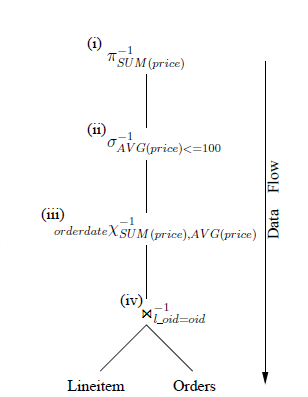 (i) π⁻¹SUM(price)
(ii) σ⁻¹AVG(price)<=100
(iii) orderdateχ⁻¹SUM(price),AVG(price)
(iv) ⋈⁻¹l_oid=oid
Lineitem Orders
Data Flow